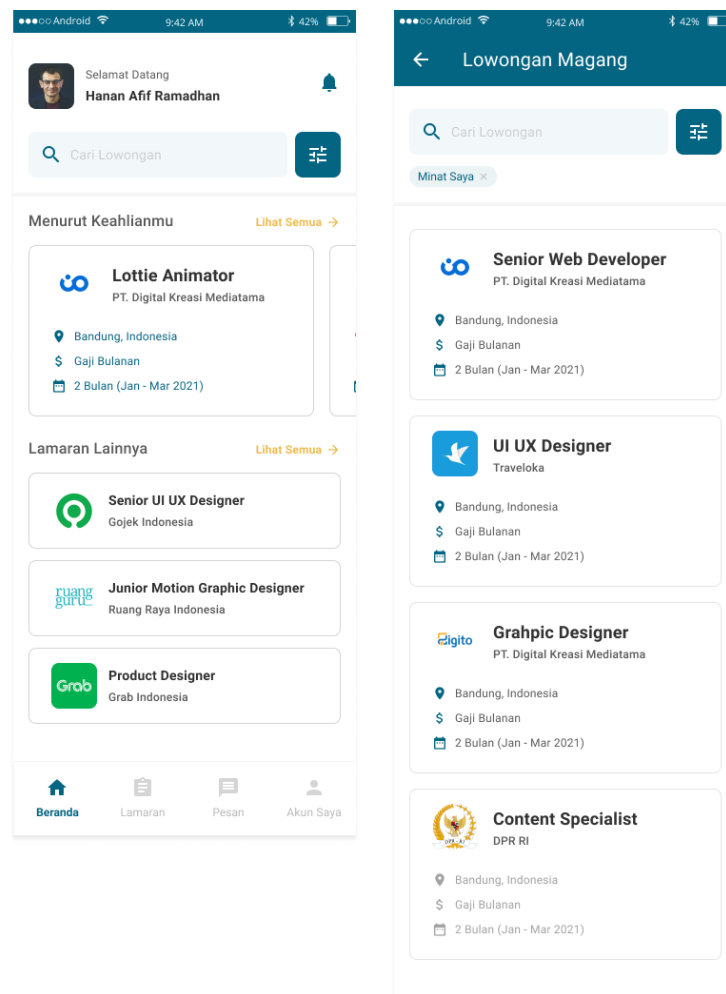 Android
9:42 AM
42%
Selamat Datang
Hanan Afif Ramadhan
Cari Lowongan
Menurut Keahlianmu
Lihat Semua →
Lottie Animator
PT. Digital Kreasi Mediatama
Bandung, Indonesia
$ Gaji Bulanan
2 Bulan (Jan - Mar 2021)
Lamaran Lainnya
Lihat Semua →
Senior UI UX Designer
Gojek Indonesia
ruang
guru
Junior Motion Graphic Designer
Ruang Raya Indonesia
Grab
Product Designer
Grab Indonesia
Beranda
Lamaran
Pesan
Akun Saya
Android
9:42 AM
42%
← Lowongan Magang
Cari Lowongan
Minat Saya ×
Senior Web Developer
PT. Digital Kreasi Mediatama
Bandung, Indonesia
$ Gaji Bulanan
2 Bulan (Jan - Mar 2021)
UI UX Designer
Traveloka
Bandung, Indonesia
$ Gaji Bulanan
2 Bulan (Jan - Mar 2021)
Digito
Grahpic Designer
PT. Digital Kreasi Mediatama
Bandung, Indonesia
$ Gaji Bulanan
2 Bulan (Jan - Mar 2021)
DPR - RI
Content Specialist
DPR RI
Bandung, Indonesia
$ Gaji Bulanan
2 Bulan (Jan - Mar 2021)